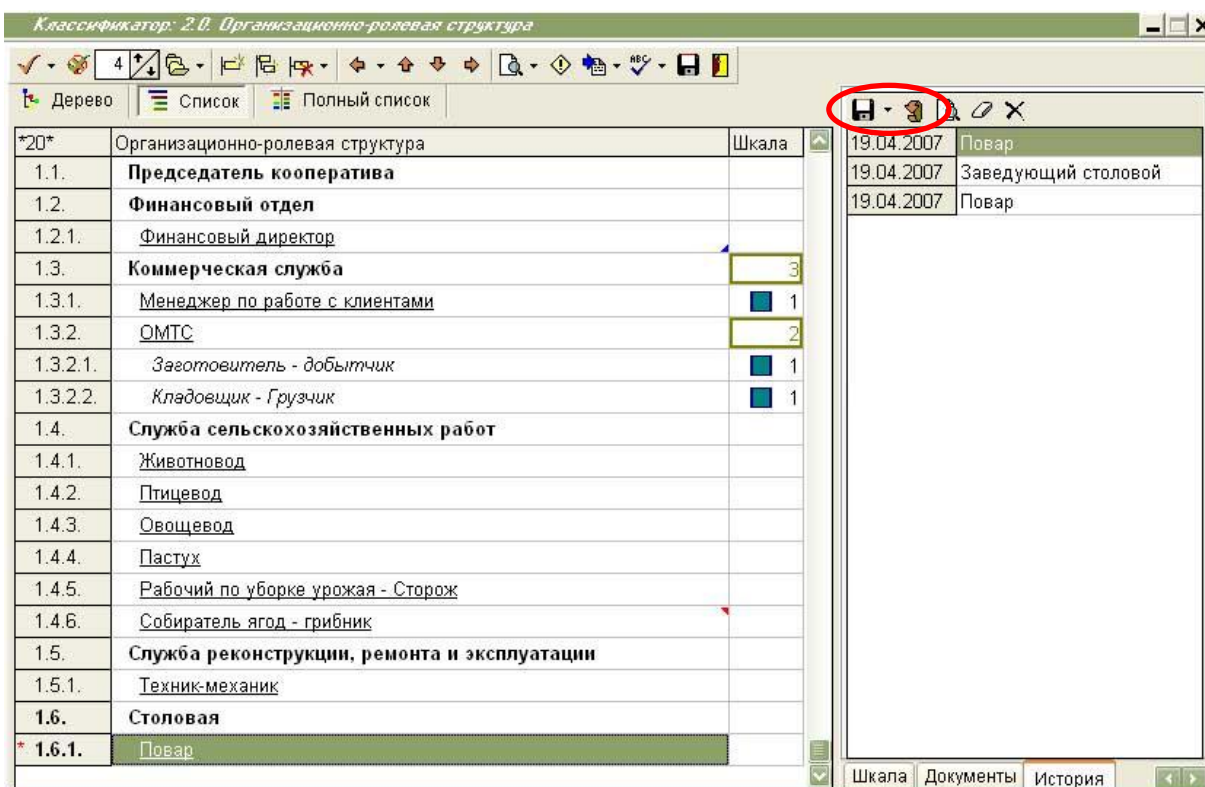 Классификатор: 2.0. Организационно-ролевая структура
4
ABC
Дерево Список Полный список
*20* Организационно-ролевая структура Шкала
1.1. Председатель кооператива
1.2. Финансовый отдел
1.2.1. Финансовый директор
1.3. Коммерческая служба 3
1.3.1. Менеджер по работе с клиентами 1
1.3.2. ОМТС 2
1.3.2.1. Заготовитель - добытчик 1
1.3.2.2. Кладовщик - Грузчик 1
1.4. Служба сельскохозяйственных работ
1.4.1. Животновод
1.4.2. Птицевод
1.4.3. Овощевод
1.4.4. Пастух
1.4.5. Рабочий по уборке урожая - Сторож
1.4.6. Собиратель ягод - грибник
1.5. Служба реконструкции, ремонта и эксплуатации
1.5.1. Техник-механик
1.6. Столовая
* 1.6.1. Повар
19.04.2007 Повар
19.04.2007 Заведующий столовой
19.04.2007 Повар
Шкала Документы История